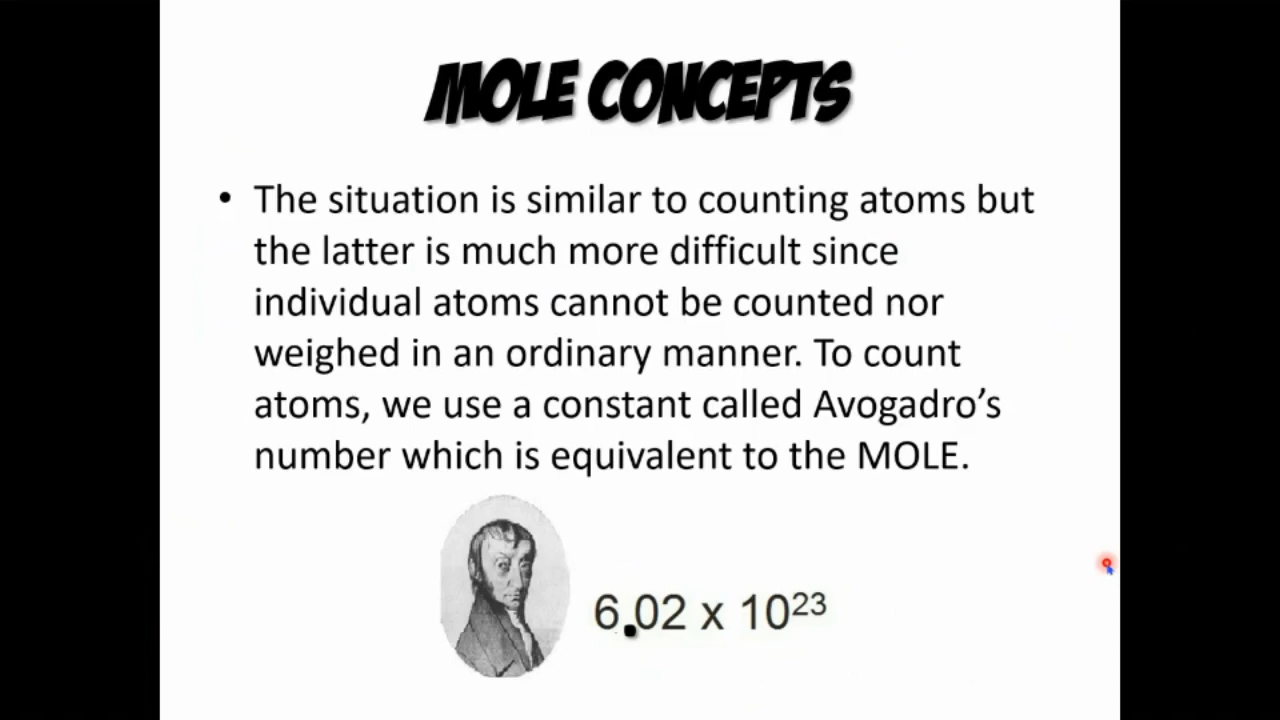 MOLE CONCEPTS
• The situation is similar to counting atoms but
the latter is much more difficult since
individual atoms cannot be counted nor
weighed in an ordinary manner. To count
atoms, we use a constant called Avogadro’s
number which is equivalent to the MOLE.
6.02 x 10²³